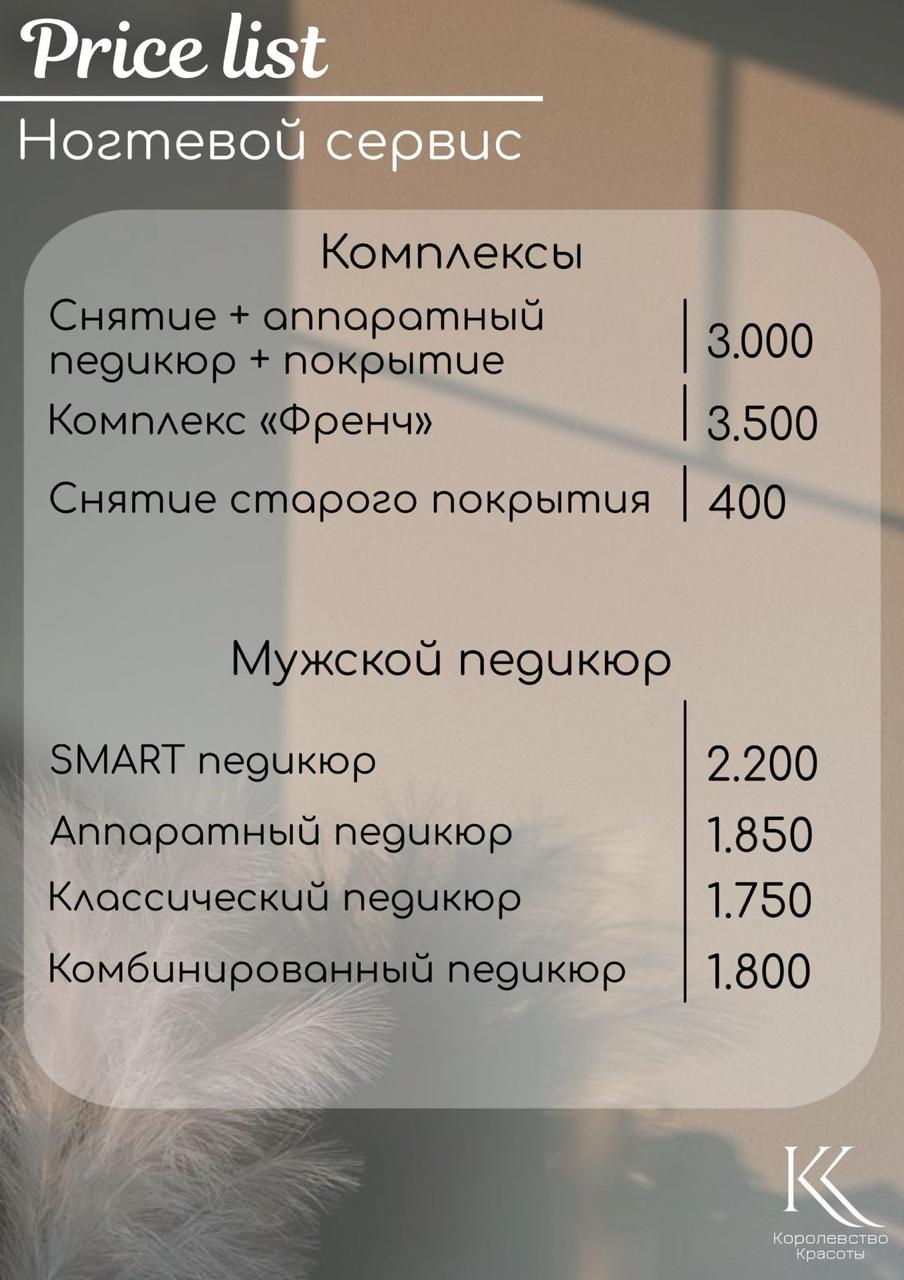 Price list
Ногтевой сервис
Комплексы
Снятие + аппаратный
педикюр + покрытие
3.000
Комплекс «Френч»
3.500
Снятие старого покрытия
400
Мужской педикюр
SMART педикюр
2.200
Аппаратный педикюр
1.850
Классический педикюр
1.750
Комбинированный педикюр
1.800
КК
Королевство
Красоты